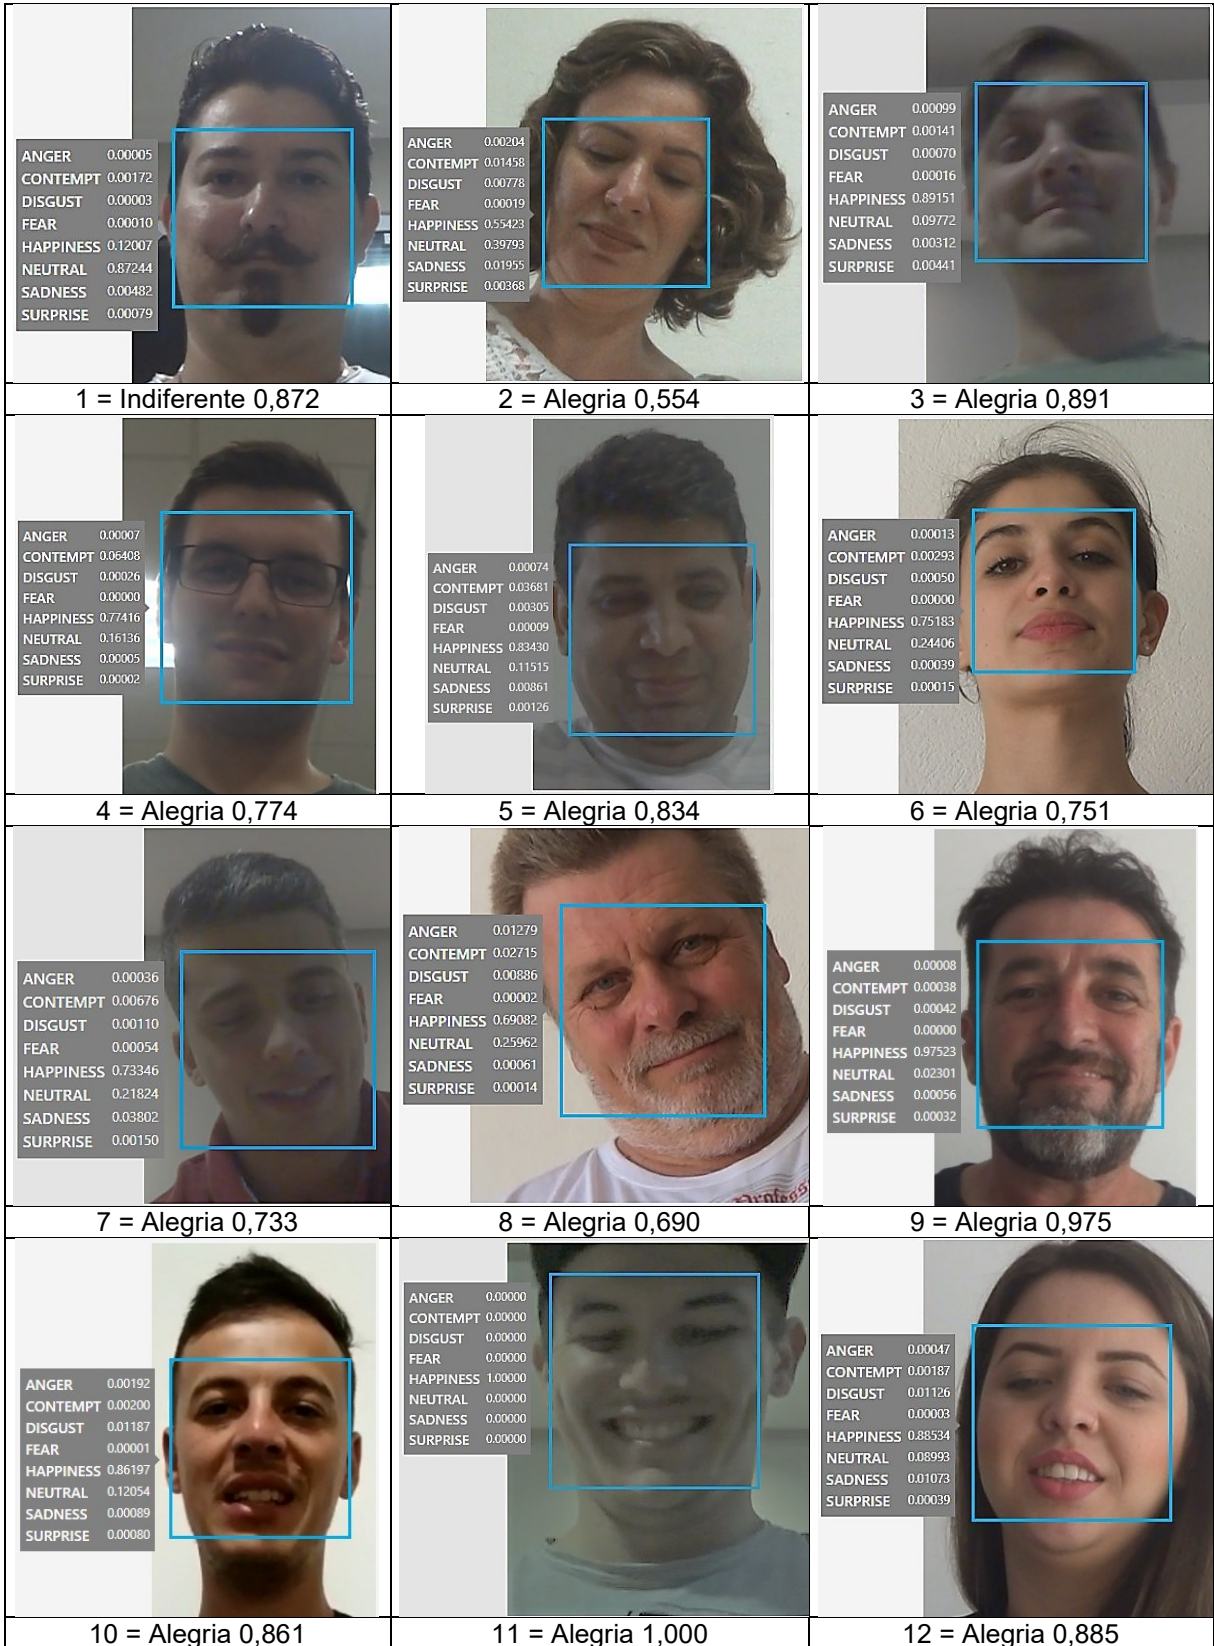 ANGER 0.00005
CONTEMPT 0.00172
DISGUST 0.00003
FEAR 0.00010
HAPPINESS 0.12007
NEUTRAL 0.87244
SADNESS 0.00482
SURPRISE 0.00079
1 = Indiferente 0,872
ANGER 0.00204
CONTEMPT 0.01458
DISGUST 0.00778
FEAR 0.00019
HAPPINESS 0.55423
NEUTRAL 0.39793
SADNESS 0.01955
SURPRISE 0.00368
2 = Alegria 0,554
ANGER 0.00099
CONTEMPT 0.00141
DISGUST 0.00070
FEAR 0.00016
HAPPINESS 0.89151
NEUTRAL 0.09772
SADNESS 0.00312
SURPRISE 0.00441
3 = Alegria 0,891
ANGER 0.00007
CONTEMPT 0.06408
DISGUST 0.00026
FEAR 0.00000
HAPPINESS 0.77416
NEUTRAL 0.16136
SADNESS 0.00005
SURPRISE 0.00002
4 = Alegria 0,774
ANGER 0.00074
CONTEMPT 0.03681
DISGUST 0.00305
FEAR 0.00009
HAPPINESS 0.83430
NEUTRAL 0.11515
SADNESS 0.00861
SURPRISE 0.00126
5 = Alegria 0,834
ANGER 0.00013
CONTEMPT 0.00293
DISGUST 0.00050
FEAR 0.00000
HAPPINESS 0.75183
NEUTRAL 0.24406
SADNESS 0.00039
SURPRISE 0.00015
6 = Alegria 0,751
ANGER 0.00036
CONTEMPT 0.00676
DISGUST 0.00110
FEAR 0.00054
HAPPINESS 0.73346
NEUTRAL 0.21824
SADNESS 0.03802
SURPRISE 0.00150
7 = Alegria 0,733
ANGER 0.01279
CONTEMPT 0.02715
DISGUST 0.00886
FEAR 0.00002
HAPPINESS 0.69082
NEUTRAL 0.25962
SADNESS 0.00061
SURPRISE 0.00014
8 = Alegria 0,690
ANGER 0.00008
CONTEMPT 0.00038
DISGUST 0.00042
FEAR 0.00000
HAPPINESS 0.97523
NEUTRAL 0.02301
SADNESS 0.00056
SURPRISE 0.00032
9 = Alegria 0,975
ANGER 0.00192
CONTEMPT 0.00200
DISGUST 0.01187
FEAR 0.00001
HAPPINESS 0.86197
NEUTRAL 0.12054
SADNESS 0.00089
SURPRISE 0.00080
10 = Alegria 0,861
ANGER 0.00000
CONTEMPT 0.00000
DISGUST 0.00000
FEAR 0.00000
HAPPINESS 1.00000
NEUTRAL 0.00000
SADNESS 0.00000
SURPRISE 0.00000
11 = Alegria 1,000
ANGER 0.00047
CONTEMPT 0.00187
DISGUST 0.01126
FEAR 0.00003
HAPPINESS 0.88534
NEUTRAL 0.08993
SADNESS 0.01073
SURPRISE 0.00039
12 = Alegria 0,885